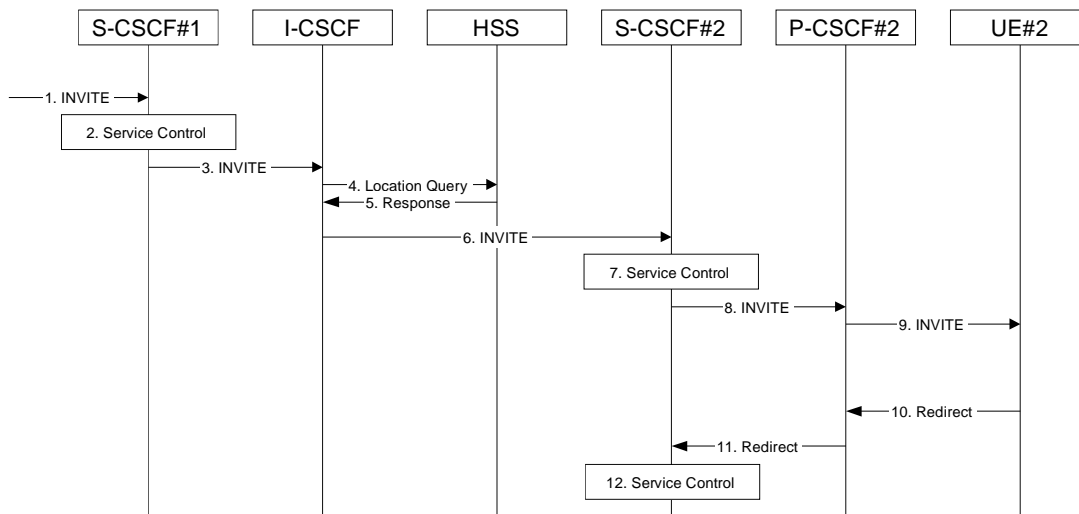 S-CSCF#1 I-CSCF HSS S-CSCF#2 P-CSCF#2 UE#2
1. INVITE
2. Service Control
3. INVITE
4. Location Query
5. Response
6. INVITE
7. Service Control
8. INVITE
9. INVITE
10. Redirect
11. Redirect
12. Service Control